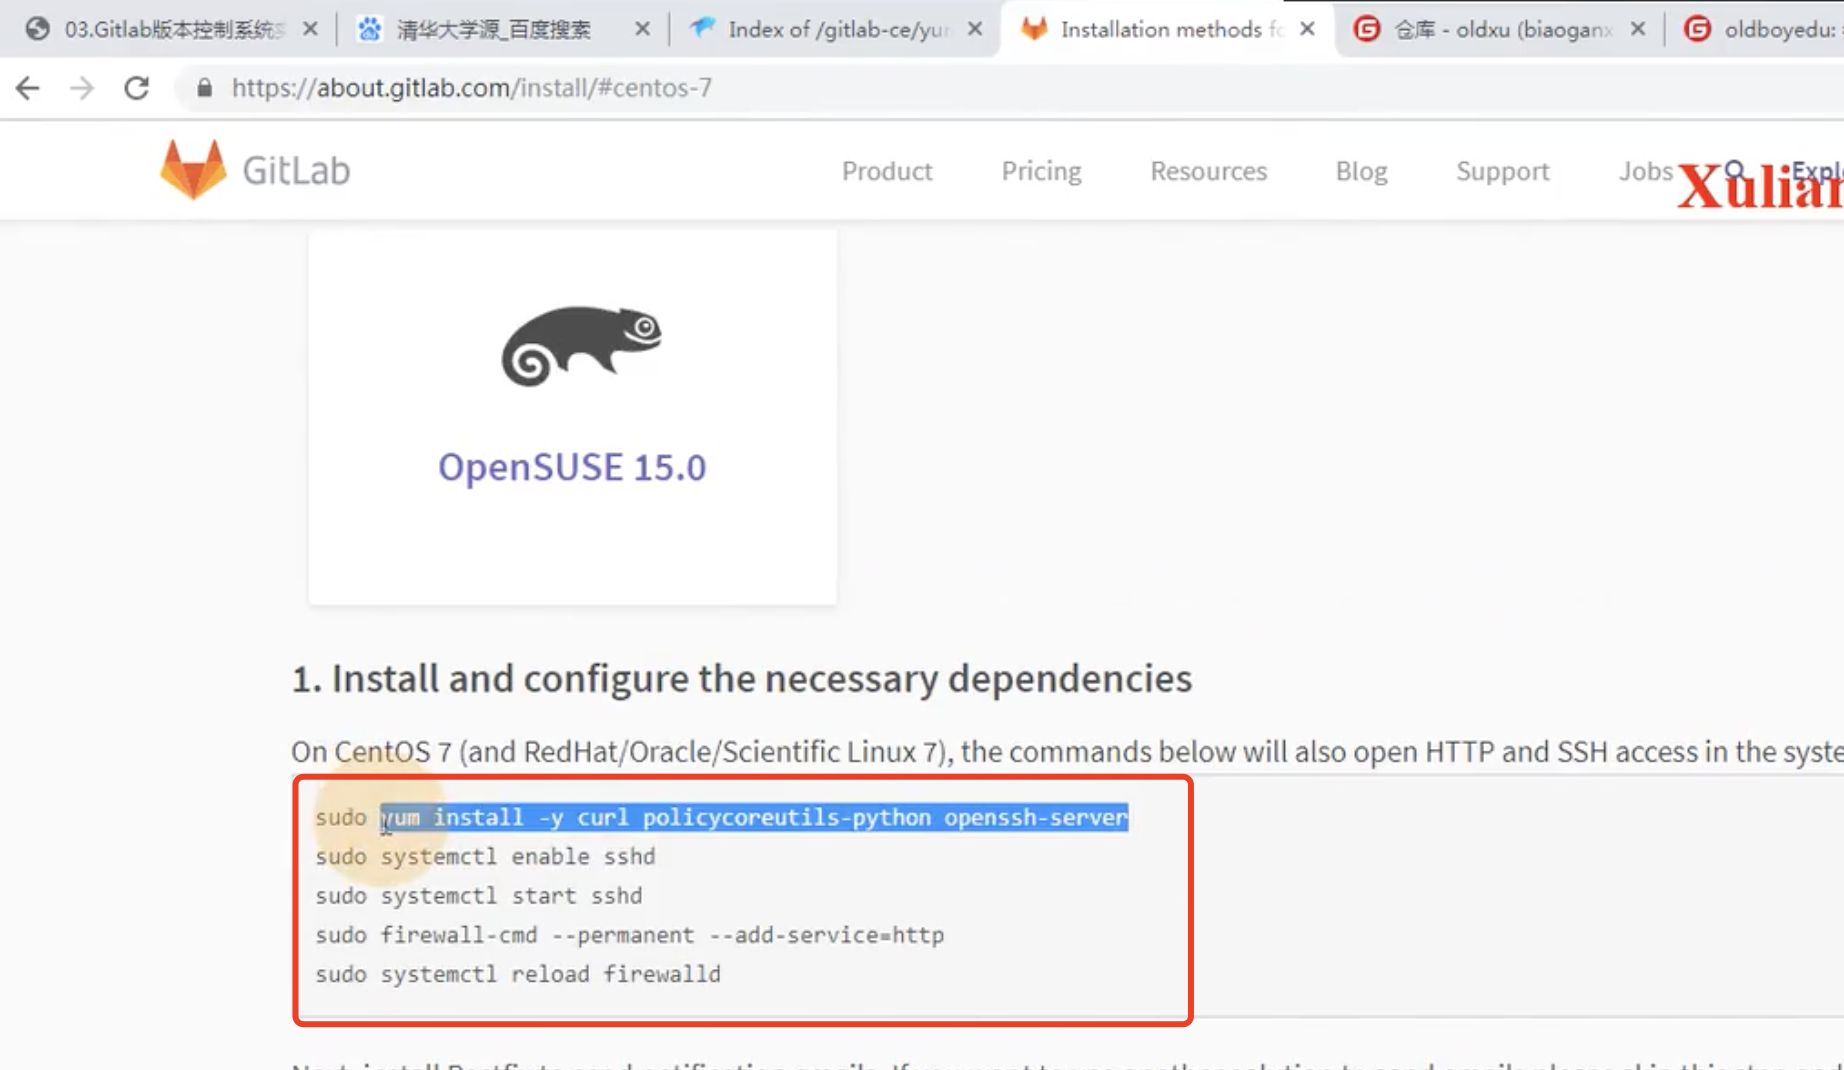 03.Gitlab版本控制系统
清华大学源_百度搜索
Index of /gitlab-ce/yu
Installation methods fo
仓库 - oldxu (biaoganx
oldboyedu:
https://about.gitlab.com/install/#centos-7
GitLab
Product
Pricing
Resources
Blog
Support
Jobs
Explo
Xulian
OpenSUSE 15.0
1. Install and configure the necessary dependencies
On CentOS 7 (and RedHat/Oracle/Scientific Linux 7), the commands below will also open HTTP and SSH access in the syste
sudo yum install -y curl policycoreutils-python openssh-server
sudo systemctl enable sshd
sudo systemctl start sshd
sudo firewall-cmd --permanent --add-service=http
sudo systemctl reload firewalld